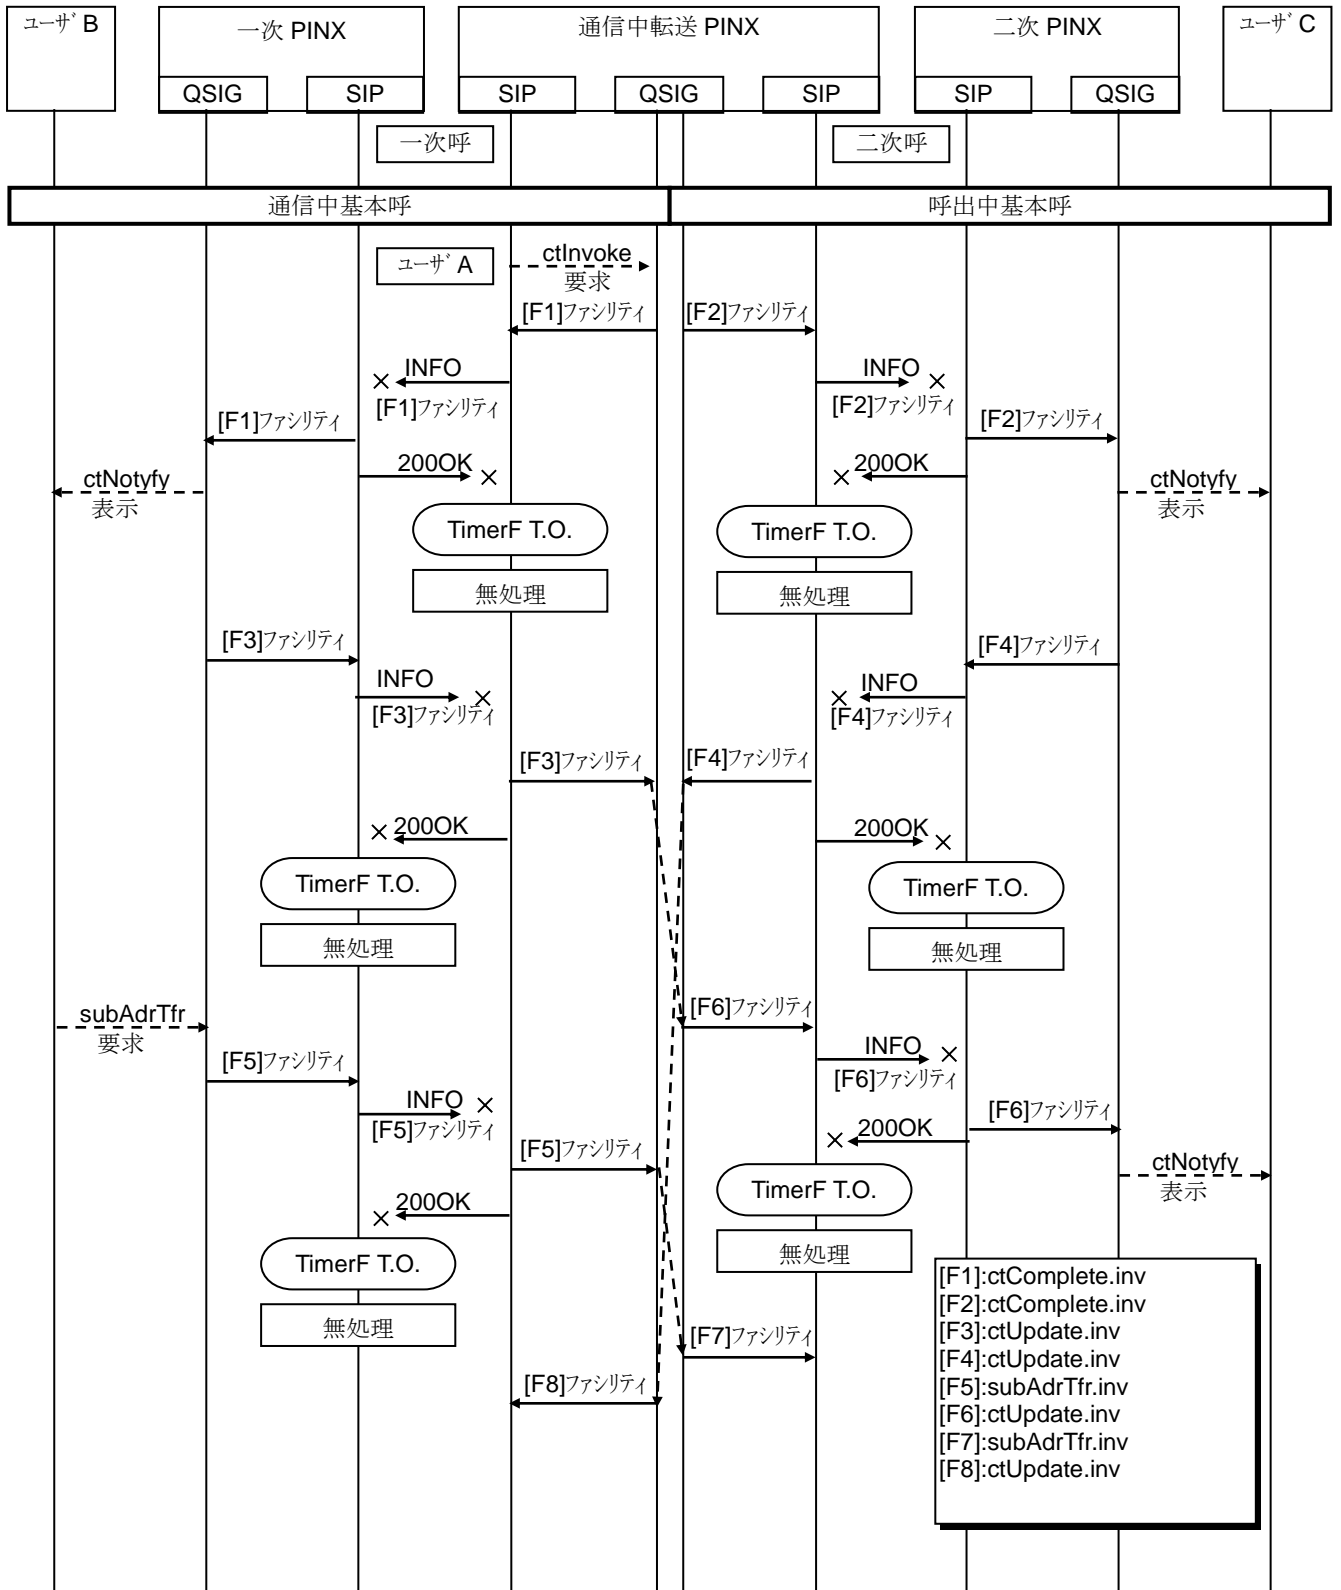 ユーザB
一次 PINX
通信中転送 PINX
二次 PINX
ユーザC
QSIG
SIP
SIP
QSIG
SIP
SIP
QSIG
一次呼
二次呼
通信中基本呼
呼出中基本呼
ユーザA
ctInvoke
要求
[F1]ファシリティ
[F2]ファシリティ
INFO
[F1]ファシリティ
INFO
[F2]ファシリティ
[F1]ファシリティ
[F2]ファシリティ
200OK
200OK
ctNotyfy
表示
ctNotyfy
表示
TimerF T.O.
TimerF T.O.
無処理
無処理
[F3]ファシリティ
[F4]ファシリティ
INFO
[F3]ファシリティ
INFO
[F4]ファシリティ
[F3]ファシリティ
[F4]ファシリティ
200OK
200OK
TimerF T.O.
TimerF T.O.
無処理
無処理
subAdrTfr
要求
[F6]ファシリティ
[F5]ファシリティ
INFO
[F6]ファシリティ
INFO
[F5]ファシリティ
[F6]ファシリティ
200OK
[F5]ファシリティ
ctNotyfy
表示
TimerF T.O.
200OK
TimerF T.O.
無処理
無処理
[F7]ファシリティ
[F8]ファシリティ
[F1]:ctComplete.inv
[F2]:ctComplete.inv
[F3]:ctUpdate.inv
[F4]:ctUpdate.inv
[F5]:subAdrTfr.inv
[F6]:ctUpdate.inv
[F7]:subAdrTfr.inv
[F8]:ctUpdate.inv